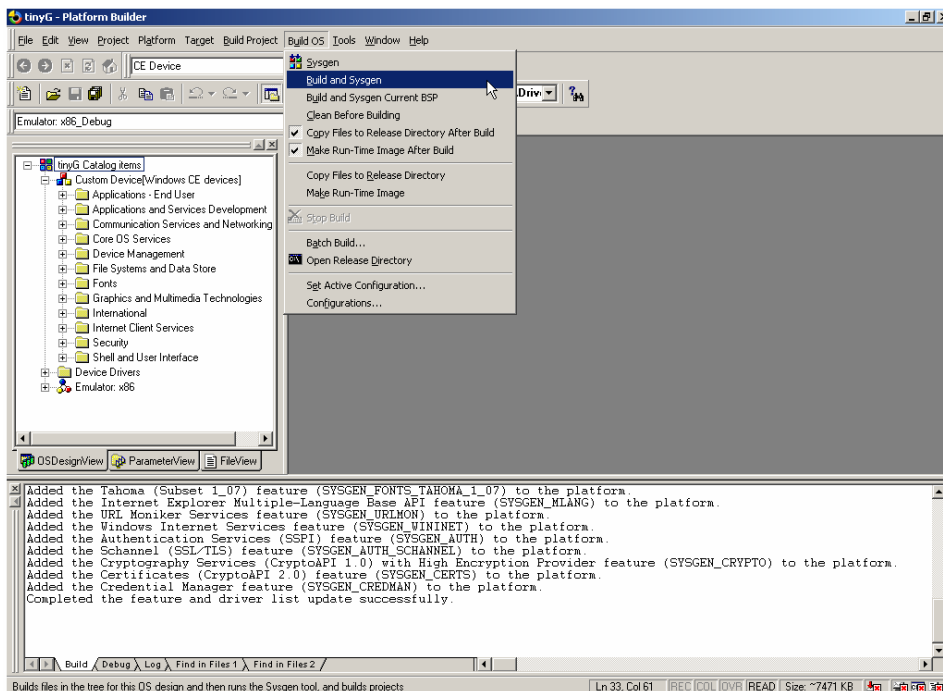 tinyG - Platform Builder
File Edit View Project Platform Target Build Project Build OS Tools Window Help
CE Device
Emulator: x86_Debug
Sysgen
Build and Sysgen
Build and Sysgen Current BSP
Clean Before Building
Copy Files to Release Directory After Build
Make Run-Time Image After Build
Copy Files to Release Directory
Make Run-Time Image
Stop Build
Batch Build...
Open Release Directory
Set Active Configuration...
Configurations...
tinyG Catalog items
Custom Device[Windows CE devices]
Applications - End User
Applications and Services Development
Communication Services and Networking
Core OS Services
Device Management
File Systems and Data Store
Fonts
Graphics and Multimedia Technologies
International
Internet Client Services
Security
Shell and User Interface
Device Drivers
Emulator: x86
OSDesignView ParameterView FileView
Added the Tahoma (Subset 1_07) feature (SYSGEN_FONTS_TAHOMA_1_07) to the platform.
Added the Internet Explorer Multiple-Language Base API feature (SYSGEN_MLANG) to the platform.
Added the URL Moniker Services feature (SYSGEN_URLMON) to the platform.
Added the Windows Internet Services feature (SYSGEN_WININET) to the platform.
Added the Authentication Services (SSPI) feature (SYSGEN_AUTH) to the platform.
Added the Schannel (SSL/TLS) feature (SYSGEN_AUTH_SCHANNEL) to the platform.
Added the Cryptography Services (CryptoAPI 1.0) with High Encryption Provider feature (SYSGEN_CRYPTO) to the platform.
Added the Certificates (CryptoAPI 2.0) feature (SYSGEN_CERTS) to the platform.
Added the Credential Manager feature (SYSGEN_CREDMAN) to the platform.
Completed the feature and driver list update successfully.
Build Debug Log Find in Files 1 Find in Files 2
Builds files in the tree for this OS design and then runs the Sysgen tool, and builds projects
Ln 33, Col 61 REC COL OVR READ Size: ~7471 KB